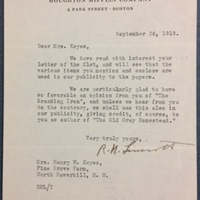 HOUGHTON MIFFLIN COMPANY
4 PARK STREET · BOSTON
September 24, 1919.
Dear Mrs. Keyes,
We have read with interest your
letter of the 21st, and will see that the
various items you mention and enclose are
used in our publicity to the papers.
We are particularly glad to have
so favorable an opinion from you of "The
Branding Iron", and unless we hear from you
to the contrary, we shall use this also in
our publicity, giving credit, of course, to
you as author of "The Old Gray Homestead."
Very truly yours,
Mrs. Henry W. Keyes,
Pine Grove Farm,
North Haverhill, N. H.